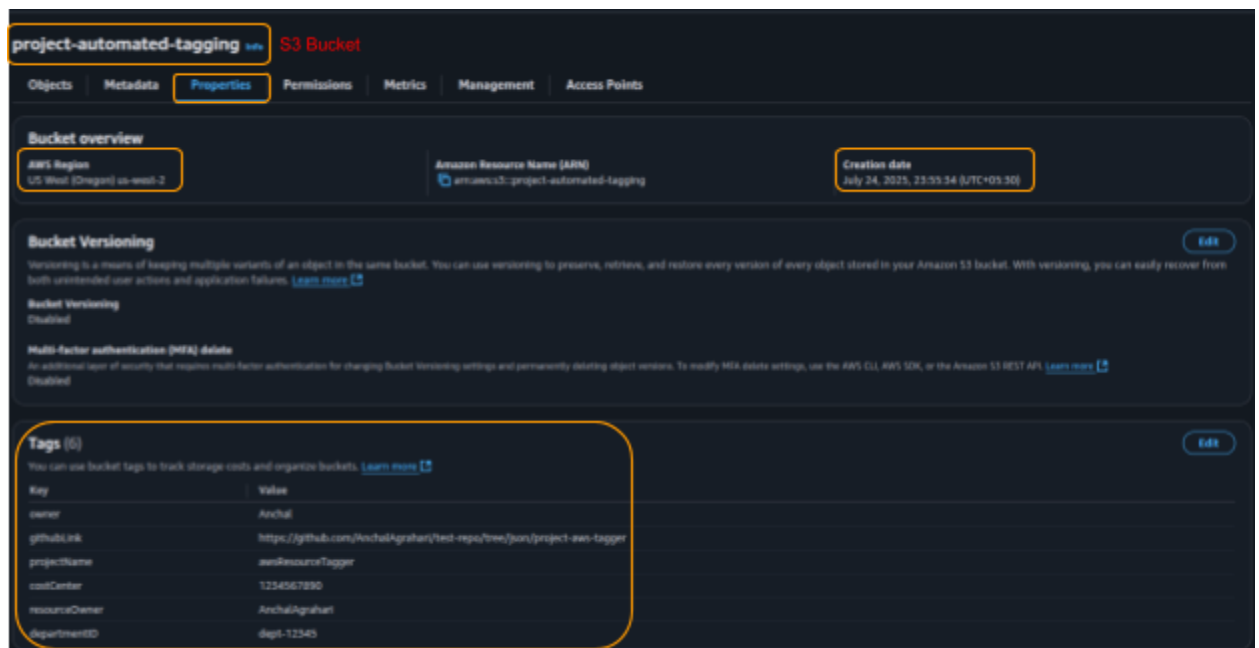 project-automated-tagging Info S3 Bucket
Objects Metadata Properties Permissions Metrics Management Access Points
Bucket overview
AWS Region Amazon Resource Name (ARN) Creation date
US West (Oregon) us-west-2 arn:aws:s3:::project-automated-tagging July 24, 2025, 23:55:34 (UTC+05:30)
Bucket Versioning Edit
Versioning is a means of keeping multiple variants of an object in the same bucket. You can use versioning to preserve, retrieve, and restore every version of every object stored in your Amazon S3 bucket. With versioning, you can easily recover from
both unintended user actions and application failures. Learn more
Bucket Versioning
Disabled
Multi-factor authentication (MFA) delete
An additional layer of security that requires multi-factor authentication for changing Bucket Versioning settings and permanently deleting object versions. To modify MFA delete settings, use the AWS CLI, AWS SDK, or the Amazon S3 REST API. Learn more
Disabled
Tags (6) Edit
You can use bucket tags to track storage costs and organize buckets. Learn more
Key Value
owner Anchal
githubLink https://github.com/AnchalAgrahari/test-repo/tree/json/project-aws-tagger
projectName awsResourceTagger
costCenter 1234567890
resourceOwner AnchalAgrahari
departmentID dept-12345